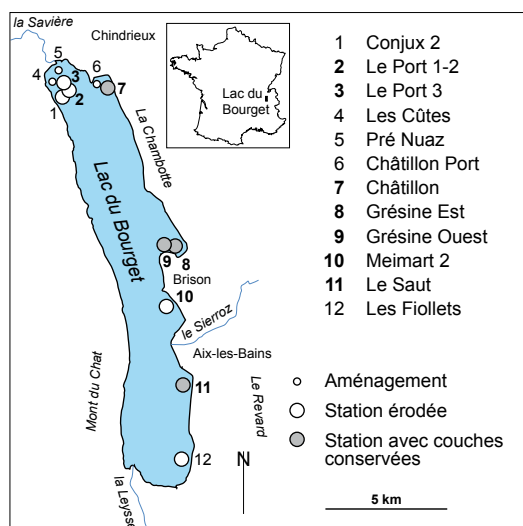 la Savière
Chindrieux
5
6
4
3
7
2
1
La Chambotte
Lac du
Bourget
Lac du Bourget
9
8
Brison
10
le Sierroz
Aix-les-Bains
Mont du Chat
11
Le Revard
N
12
la Leysse
1 Conjux 2
2 Le Port 1-2
3 Le Port 3
4 Les Cûtes
5 Pré Nuaz
6 Châtillon Port
7 Châtillon
8 Grésine Est
9 Grésine Ouest
10 Meimart 2
11 Le Saut
12 Les Fiollets
Aménagement
Station érodée
Station avec couches
conservées
5 km